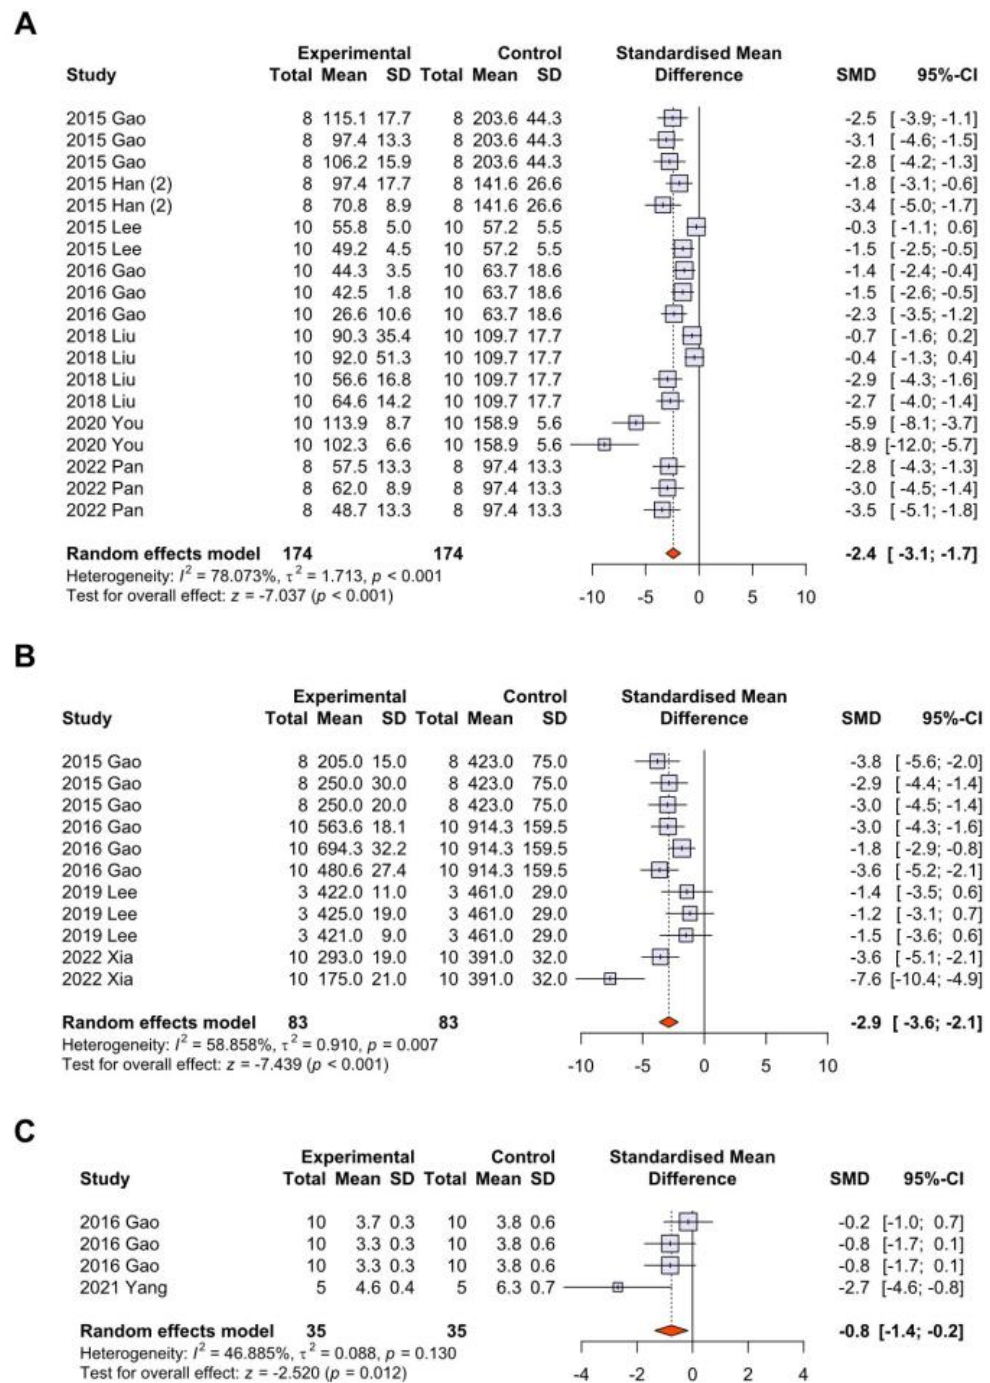 A
Experimental Control Standardised Mean
Study Total Mean SD Total Mean SD Difference SMD 95%-CI
2015 Gao 8 115.1 17.7 8 203.6 44.3 -2.5 [ -3.9; -1.1]
2015 Gao 8 97.4 13.3 8 203.6 44.3 -3.1 [ -4.6; -1.5]
2015 Gao 8 106.2 15.9 8 203.6 44.3 -2.8 [ -4.2; -1.3]
2015 Han (2) 8 97.4 17.7 8 141.6 26.6 -1.8 [ -3.1; -0.6]
2015 Han (2) 8 70.8 8.9 8 141.6 26.6 -3.4 [ -5.0; -1.7]
2015 Lee 10 55.8 5.0 10 57.2 5.5 -0.3 [ -1.1; 0.6]
2015 Lee 10 49.2 4.5 10 57.2 5.5 -1.5 [ -2.5; -0.5]
2016 Gao 10 44.3 3.5 10 63.7 18.6 -1.4 [ -2.4; -0.4]
2016 Gao 10 42.5 1.8 10 63.7 18.6 -1.5 [ -2.6; -0.5]
2016 Gao 10 26.6 10.6 10 63.7 18.6 -2.3 [ -3.5; -1.2]
2018 Liu 10 90.3 35.4 10 109.7 17.7 -0.7 [ -1.6; 0.2]
2018 Liu 10 92.0 51.3 10 109.7 17.7 -0.4 [ -1.3; 0.4]
2018 Liu 10 56.6 16.8 10 109.7 17.7 -2.9 [ -4.3; -1.6]
2018 Liu 10 64.6 14.2 10 109.7 17.7 -2.7 [ -4.0; -1.4]
2020 You 10 113.9 8.7 10 158.9 5.6 -5.9 [ -8.1; -3.7]
2020 You 10 102.3 6.6 10 158.9 5.6 -8.9 [-12.0; -5.7]
2022 Pan 8 57.5 13.3 8 97.4 13.3 -2.8 [ -4.3; -1.3]
2022 Pan 8 62.0 8.9 8 97.4 13.3 -3.0 [ -4.5; -1.4]
2022 Pan 8 48.7 13.3 8 97.4 13.3 -3.5 [ -5.1; -1.8]
Random effects model 174 174 -2.4 [ -3.1; -1.7]
Heterogeneity: I² = 78.073%, τ² = 1.713, p < 0.001
Test for overall effect: z = -7.037 (p < 0.001)
-10 -5 0 5 10
B
Experimental Control Standardised Mean
Study Total Mean SD Total Mean SD Difference SMD 95%-CI
2015 Gao 8 205.0 15.0 8 423.0 75.0 -3.8 [ -5.6; -2.0]
2015 Gao 8 250.0 30.0 8 423.0 75.0 -2.9 [ -4.4; -1.4]
2015 Gao 8 250.0 20.0 8 423.0 75.0 -3.0 [ -4.5; -1.4]
2016 Gao 10 563.6 18.1 10 914.3 159.5 -3.0 [ -4.3; -1.6]
2016 Gao 10 694.3 32.2 10 914.3 159.5 -1.8 [ -2.9; -0.8]
2016 Gao 10 480.6 27.4 10 914.3 159.5 -3.6 [ -5.2; -2.1]
2019 Lee 3 422.0 11.0 3 461.0 29.0 -1.4 [ -3.5; 0.6]
2019 Lee 3 425.0 19.0 3 461.0 29.0 -1.2 [ -3.1; 0.7]
2019 Lee 3 421.0 9.0 3 461.0 29.0 -1.5 [ -3.6; 0.6]
2022 Xia 10 293.0 19.0 10 391.0 32.0 -3.6 [ -5.1; -2.1]
2022 Xia 10 175.0 21.0 10 391.0 32.0 -7.6 [-10.4; -4.9]
Random effects model 83 83 -2.9 [ -3.6; -2.1]
Heterogeneity: I² = 58.858%, τ² = 0.910, p = 0.007
Test for overall effect: z = -7.439 (p < 0.001)
-10 -5 0 5 10
C
Experimental Control Standardised Mean
Study Total Mean SD Total Mean SD Difference SMD 95%-CI
2016 Gao 10 3.7 0.3 10 3.8 0.6 -0.2 [-1.0; 0.7]
2016 Gao 10 3.3 0.3 10 3.8 0.6 -0.8 [-1.7; 0.1]
2016 Gao 10 3.3 0.3 10 3.8 0.6 -0.8 [-1.7; 0.1]
2021 Yang 5 4.6 0.4 5 6.3 0.7 -2.7 [-4.6; -0.8]
Random effects model 35 35 -0.8 [-1.4; -0.2]
Heterogeneity: I² = 46.885%, τ² = 0.088, p = 0.130
Test for overall effect: z = -2.520 (p = 0.012)
-4 -2 0 2 4